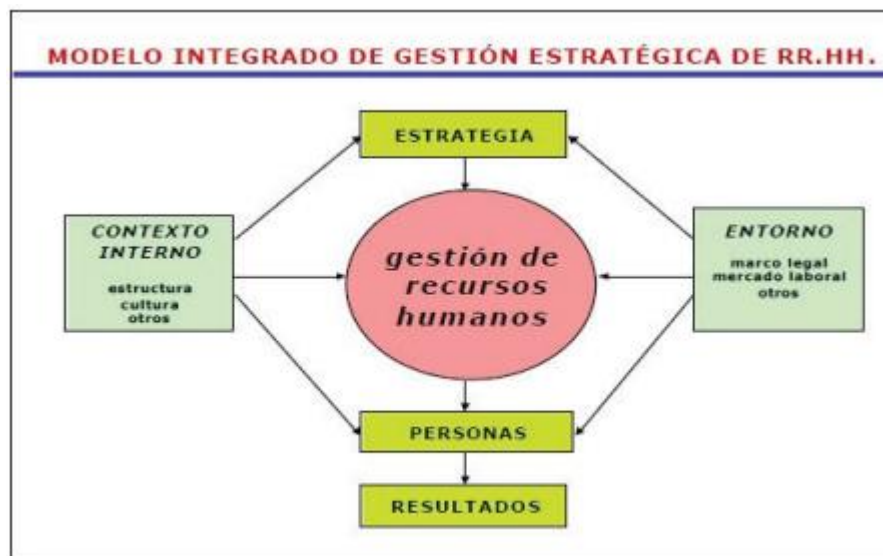 MODELO INTEGRADO DE GESTIÓN ESTRATÉGICA DE RR.HH.
ESTRATEGIA
CONTEXTO
INTERNO
estructura
cultura
otros
gestión de
recursos
humanos
ENTORNO
marco legal
mercado laboral
otros
PERSONAS
RESULTADOS